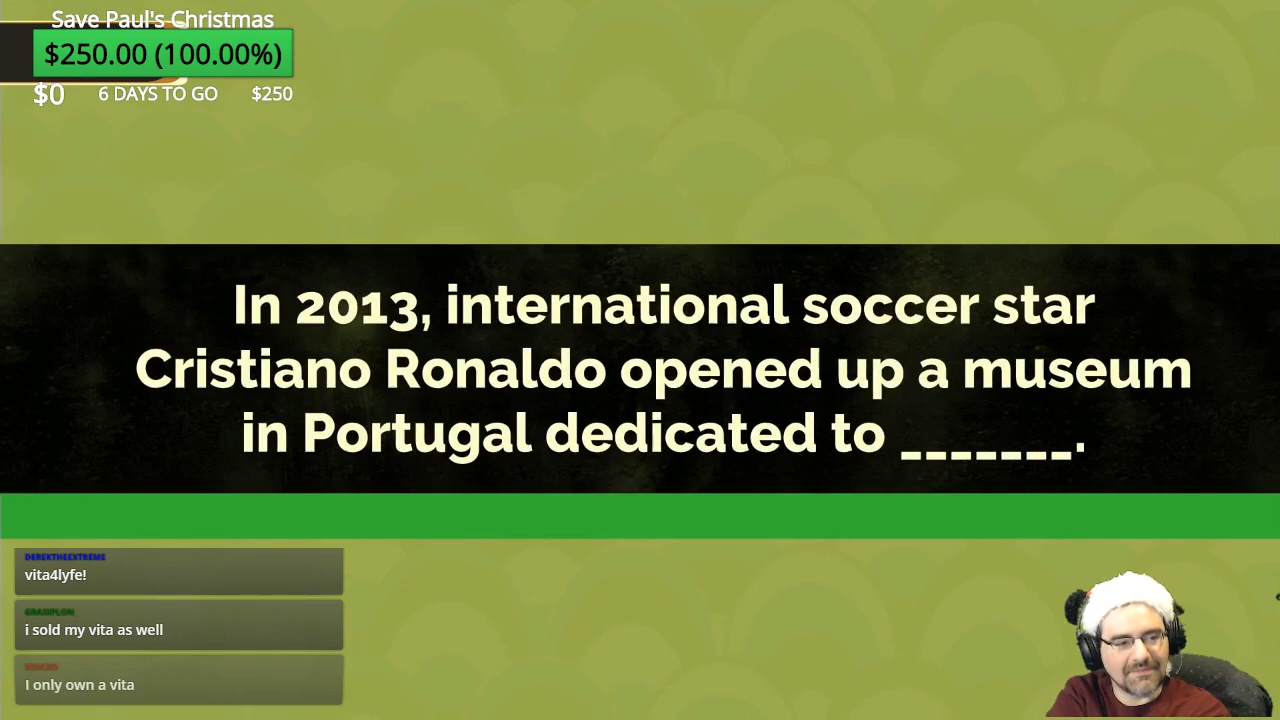 Save Paul's Christmas
$250.00 (100.00%)
$0 6 DAYS TO GO $250
In 2013, international soccer star
Cristiano Ronaldo opened up a museum
in Portugal dedicated to _______.
DEREKTHEEXTREME
vita4lyfe!
i sold my vita as well
I only own a vita